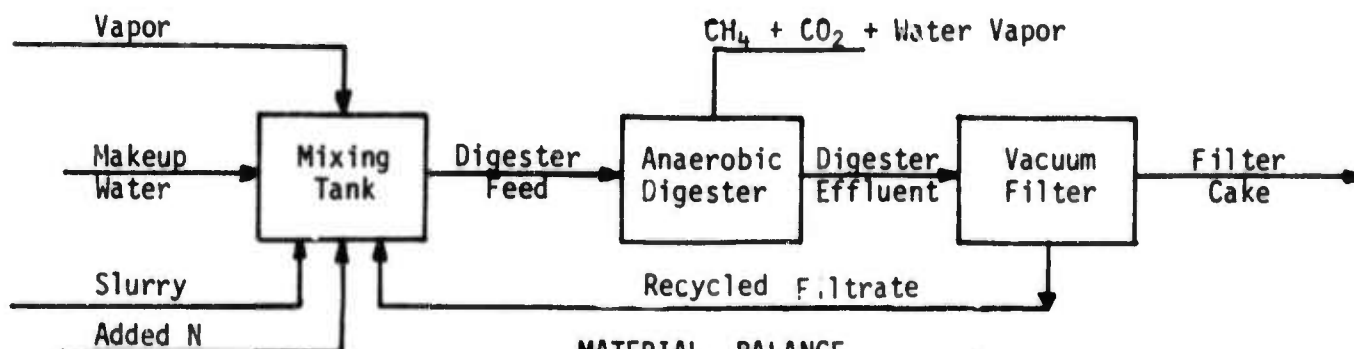 Vapor
CH₄ + CO₂ + Water Vapor
Makeup
Water
Mixing
Tank
Digester
Feed
Anaerobic
Digester
Digester
Effluent
Vacuum
Filter
Filter
Cake
Slurry
Recycled Filtrate
Added N
MATERIAL BALANCE